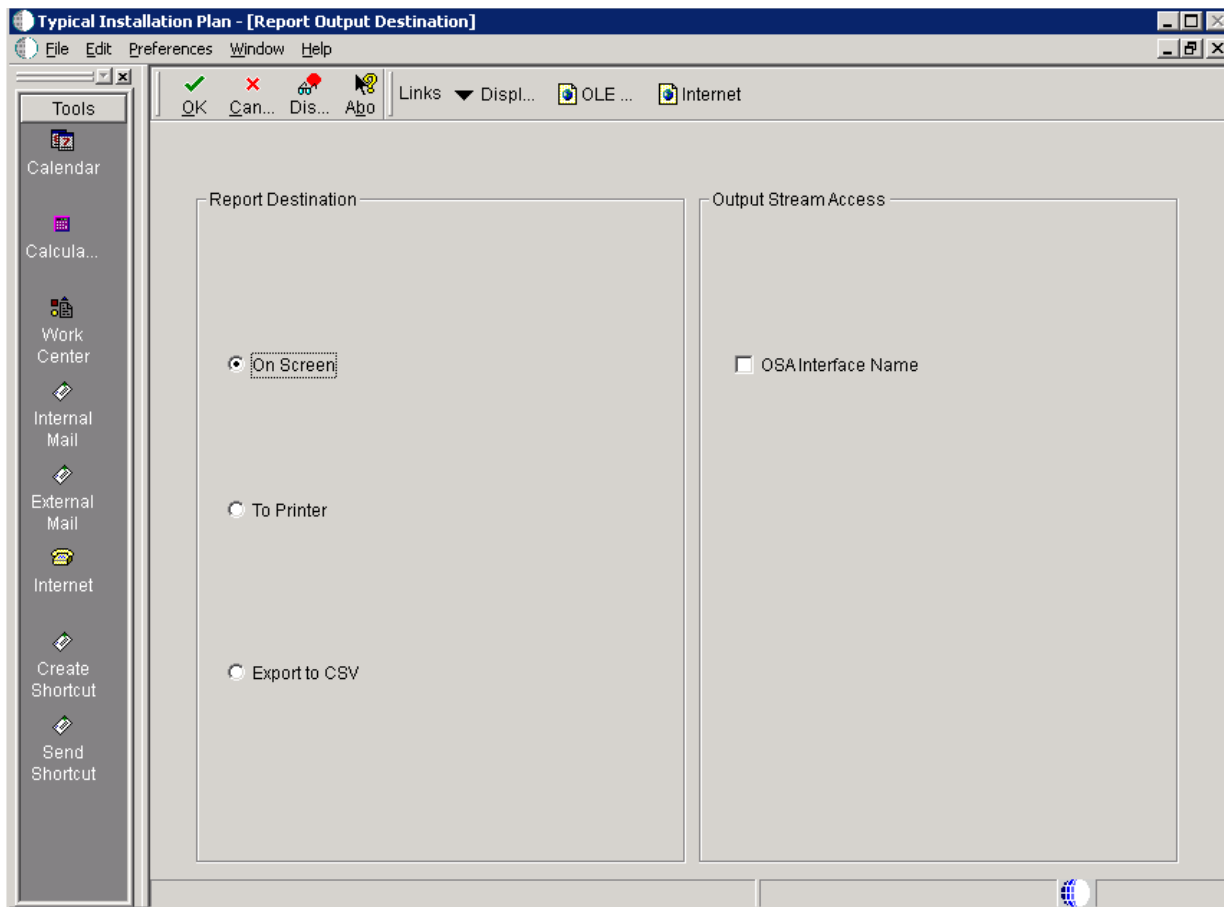 Typical Installation Plan - [Report Output Destination]
File Edit Preferences Window Help
Tools
OK Can... Dis... Abo Links Displ... OLE ... Internet
Calendar
Calcula...
Work
Center
Internal
Mail
External
Mail
Internet
Create
Shortcut
Send
Shortcut
Report Destination
On Screen
To Printer
Export to CSV
Output Stream Access
OSA Interface Name